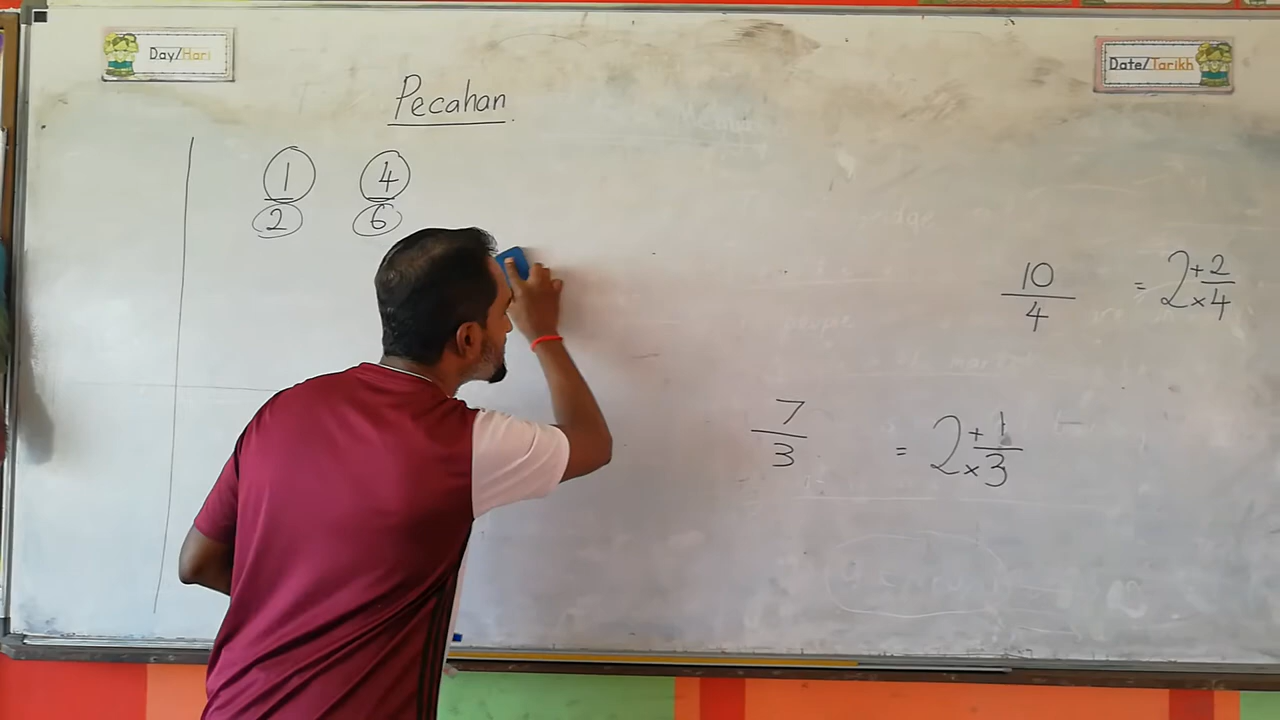 Day/Hari
Date/Tarikh
Pecahan
1/2 4/6
10/4 = 2 +2/×4
7/3 = 2 +1/×3